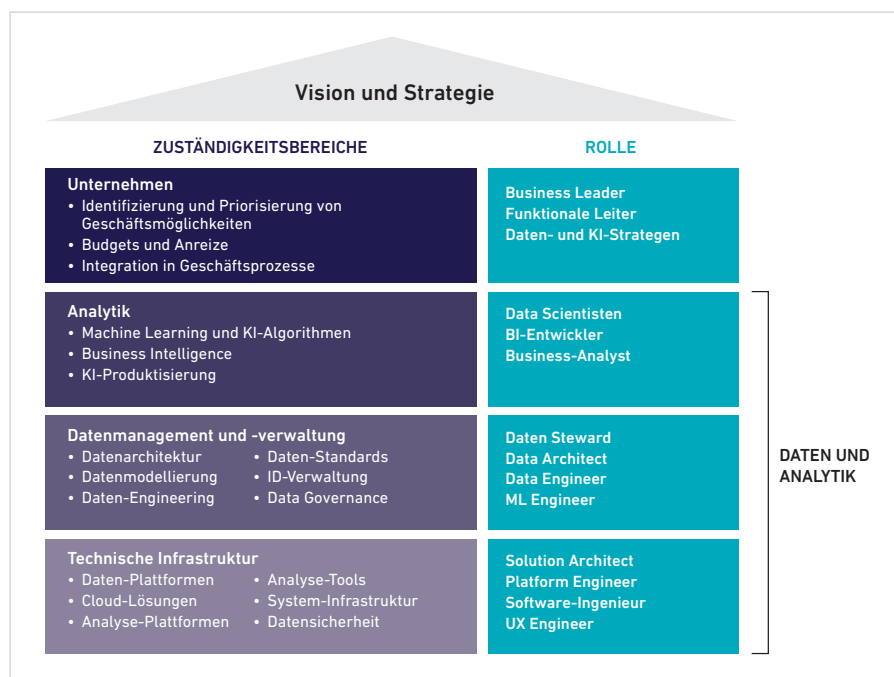 Vision und Strategie
ZUSTÄNDIGKEITSBEREICHE
ROLLE
Unternehmen
• Identifizierung und Priorisierung von
Geschäftsmöglichkeiten
• Budgets und Anreize
• Integration in Geschäftsprozesse
Business Leader
Funktionale Leiter
Daten- und KI-Strategen
Analytik
• Machine Learning und KI-Algorithmen
• Business Intelligence
• KI-Produktisierung
Data Scientisten
BI-Entwickler
Business-Analyst
Datenmanagement und -verwaltung
• Datenarchitektur
• Datenmodellierung
• Daten-Engineering
• Daten-Standards
• ID-Verwaltung
• Data Governance
Daten Steward
Data Architect
Data Engineer
ML Engineer
Technische Infrastruktur
• Daten-Plattformen
• Cloud-Lösungen
• Analyse-Plattformen
• Analyse-Tools
• System-Infrastruktur
• Datensicherheit
Solution Architect
Platform Engineer
Software-Ingenieur
UX Engineer
DATEN UND
ANALYTIK